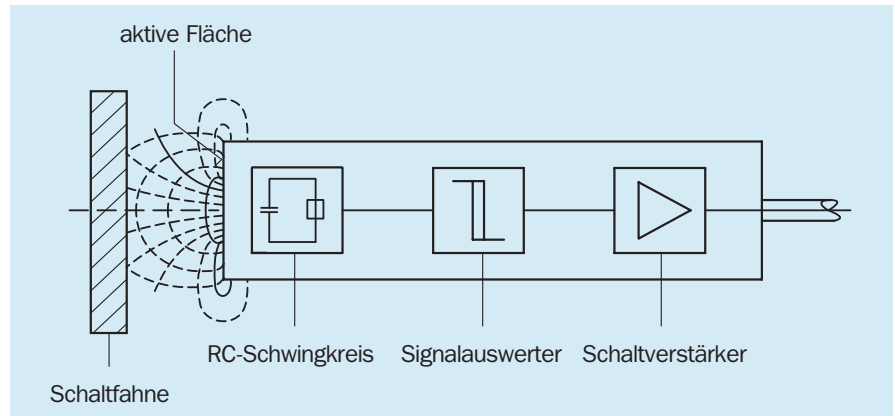 aktive Fläche
RC-Schwingkreis
Signalauswerter
Schaltverstärker
Schaltfahne